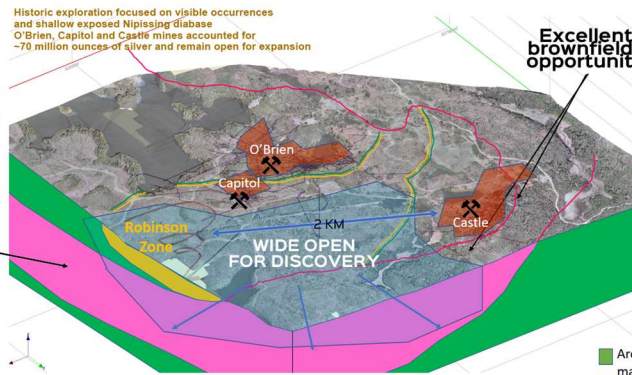 Historic exploration focused on visible occurrences
and shallow exposed Nipissing diabase
O'Brien, Capitol and Castle mines accounted for
~70 million ounces of silver and remain open for expansion
Excellent
brownfield
opportunit
O'Brien
Capitol
Castle
2 KM
Robinson
Zone
WIDE OPEN
FOR DISCOVERY